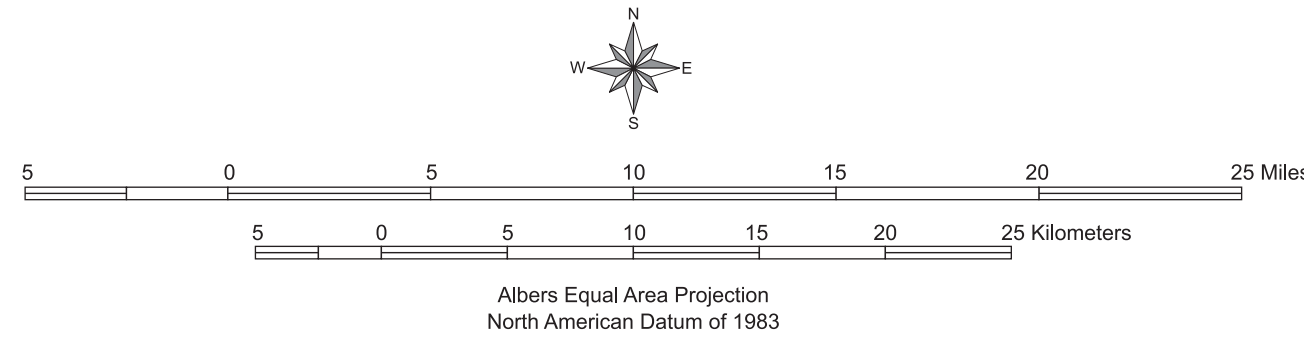 N
W E
S
5 0 5 10 15 20 25 Miles
5 0 5 10 15 20 25 Kilometers
Albers Equal Area Projection
North American Datum of 1983